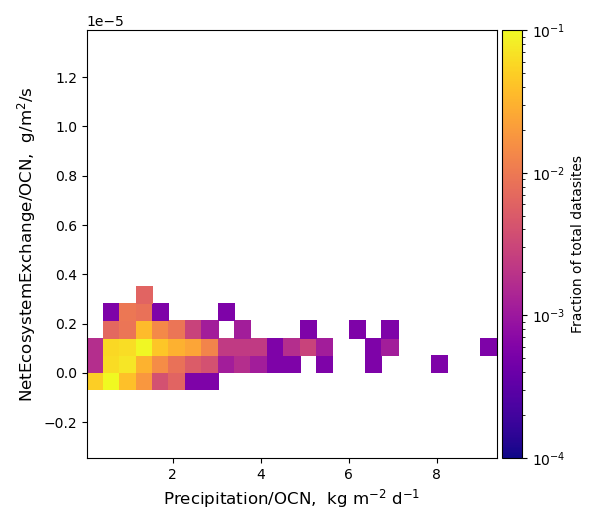 1e−5
1.2
1.0
0.8
0.6
0.4
0.2
0.0
−0.2
NetEcosystemExchange/OCN, g/m²/s
2 4 6 8
Precipitation/OCN, kg m⁻² d⁻¹
10⁻¹
10⁻²
10⁻³
10⁻⁴
Fraction of total datasites